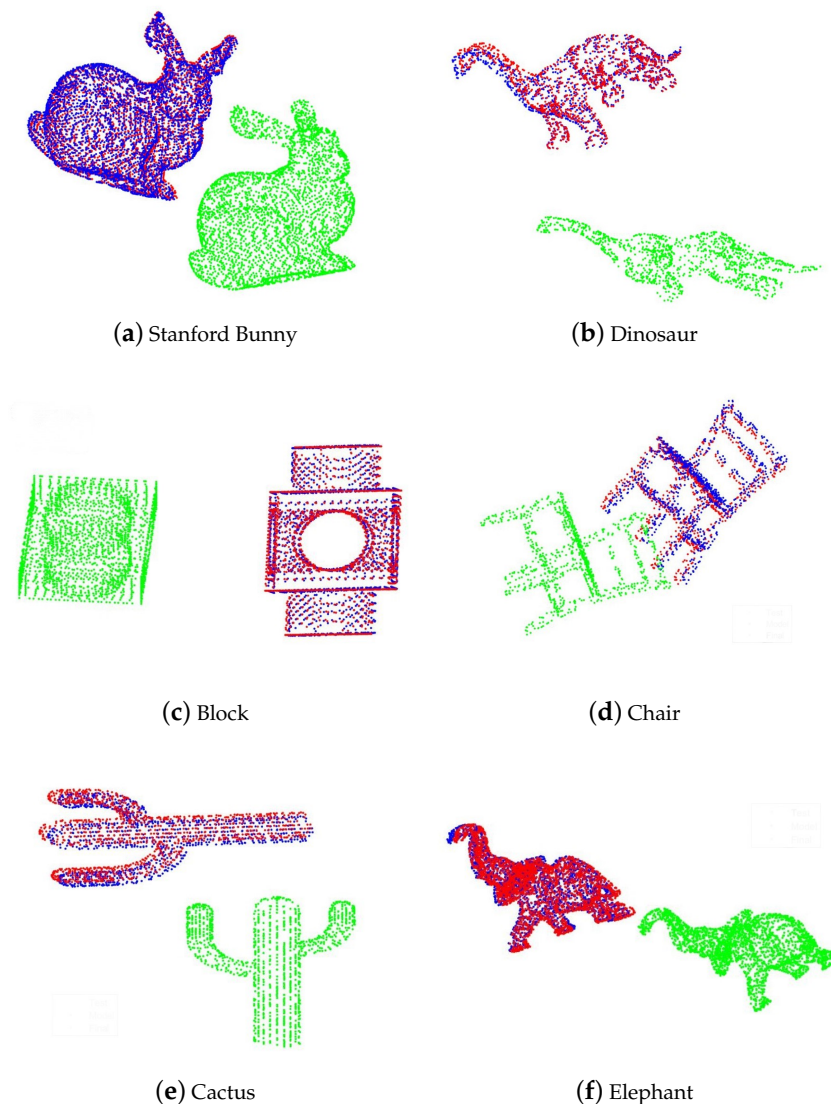 (a) Stanford Bunny
(b) Dinosaur
(c) Block
(d) Chair
(e) Cactus
(f) Elephant